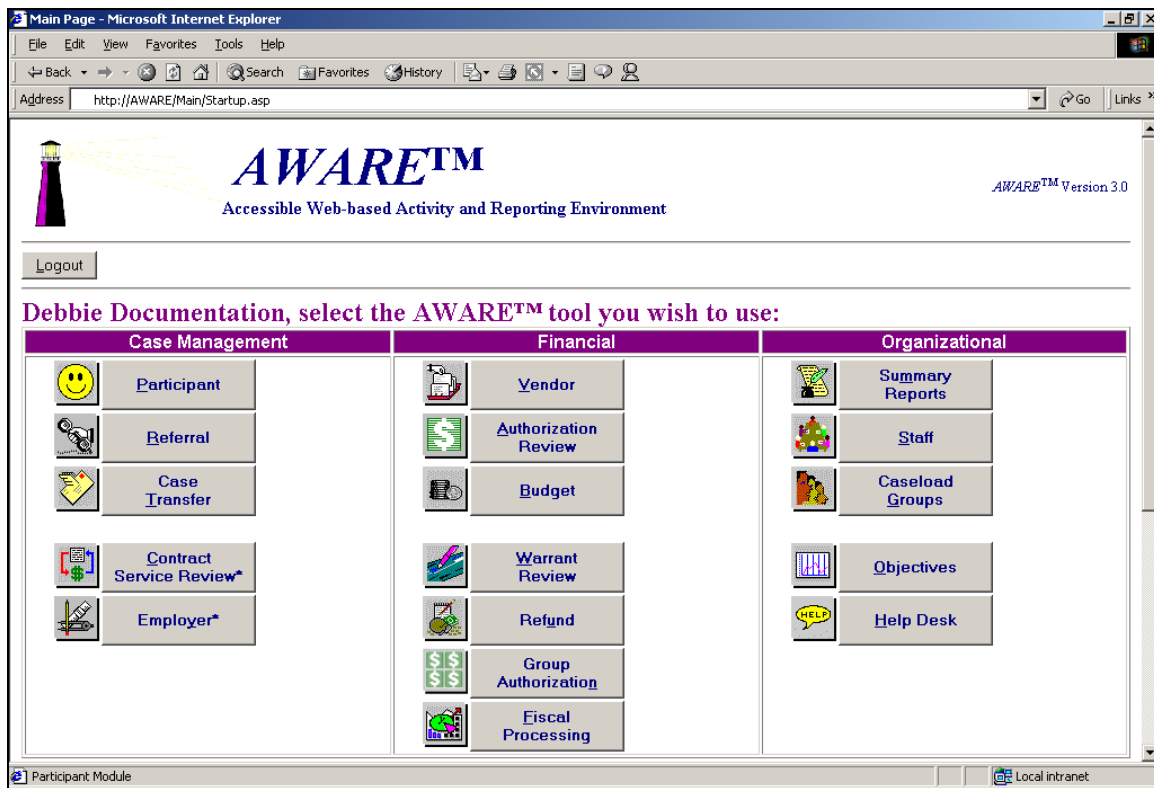 Main Page - Microsoft Internet Explorer
File Edit View Favorites Tools Help
Back Search Favorites History
Address http://AWARE/Main/Startup.asp Go Links »
AWARE™
AWARE™ Version 3.0
Accessible Web-based Activity and Reporting Environment
Logout
Debbie Documentation, select the AWARE™ tool you wish to use:
Case Management Financial Organizational
Participant
Vendor
Summary
Reports
Referral
Authorization
Review
Staff
Case
Transfer
Budget
Caseload
Groups
Contract
Service Review*
Warrant
Review
Objectives
Employer*
Refund
HELP
Help Desk
$ $
$ $
Group
Authorization
Fiscal
Processing
Participant Module Local intranet